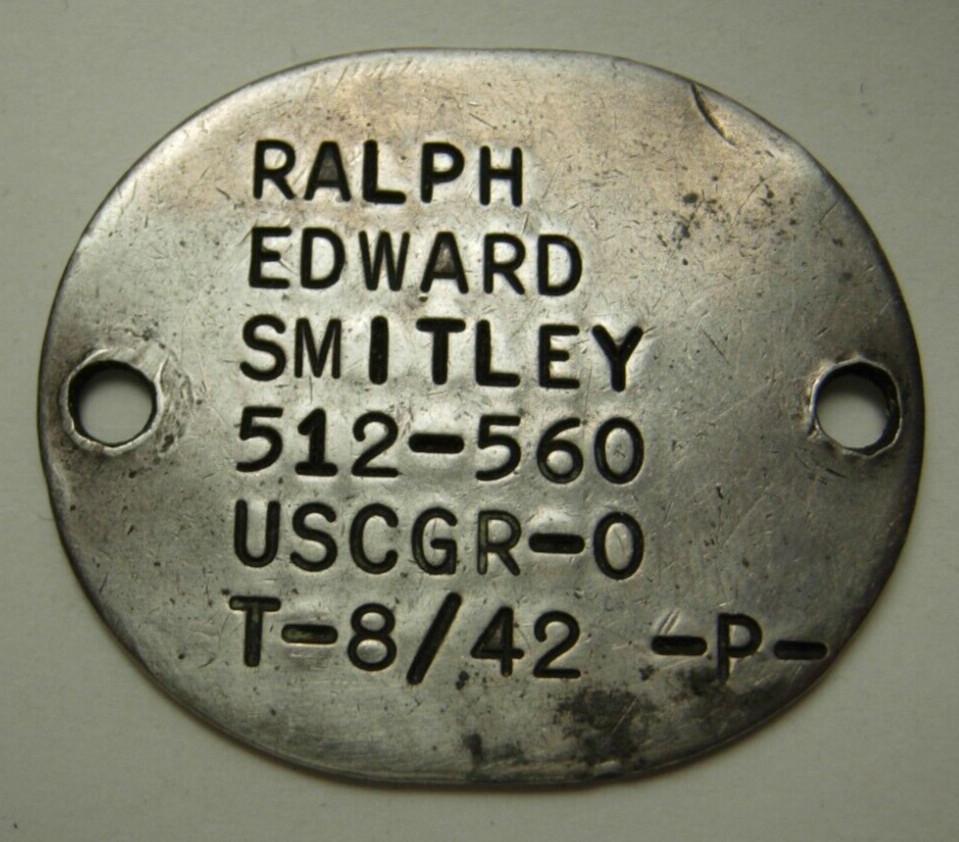 RALPH
EDWARD
SMITLEY
512-560
USCGR-O
T-8/42 -P-